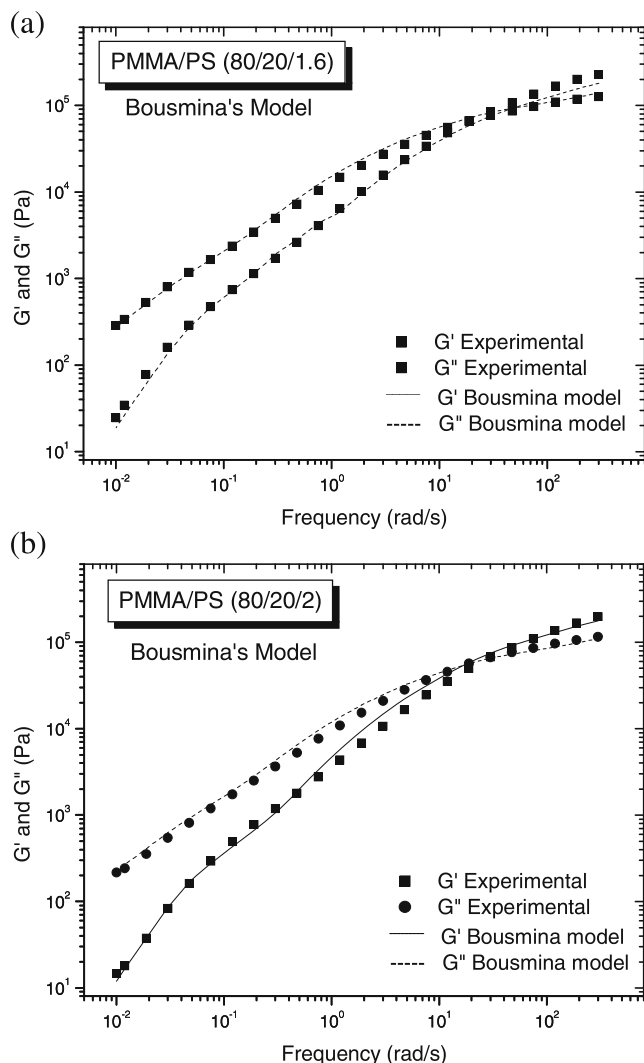 (a)
PMMA/PS (80/20/1.6)
Bousmina's Model
G' and G" (Pa)
10^5
10^4
10^3
10^2
10^1
G' Experimental
G" Experimental
G' Bousmina model
G" Bousmina model
10^-2 10^-1 10^0 10^1 10^2
Frequency (rad/s)
(b)
PMMA/PS (80/20/2)
Bousmina's Model
G' and G" (Pa)
10^5
10^4
10^3
10^2
10^1
G' Experimental
G" Experimental
G' Bousmina model
G" Bousmina model
10^-2 10^-1 10^0 10^1 10^2
Frequency (rad/s)